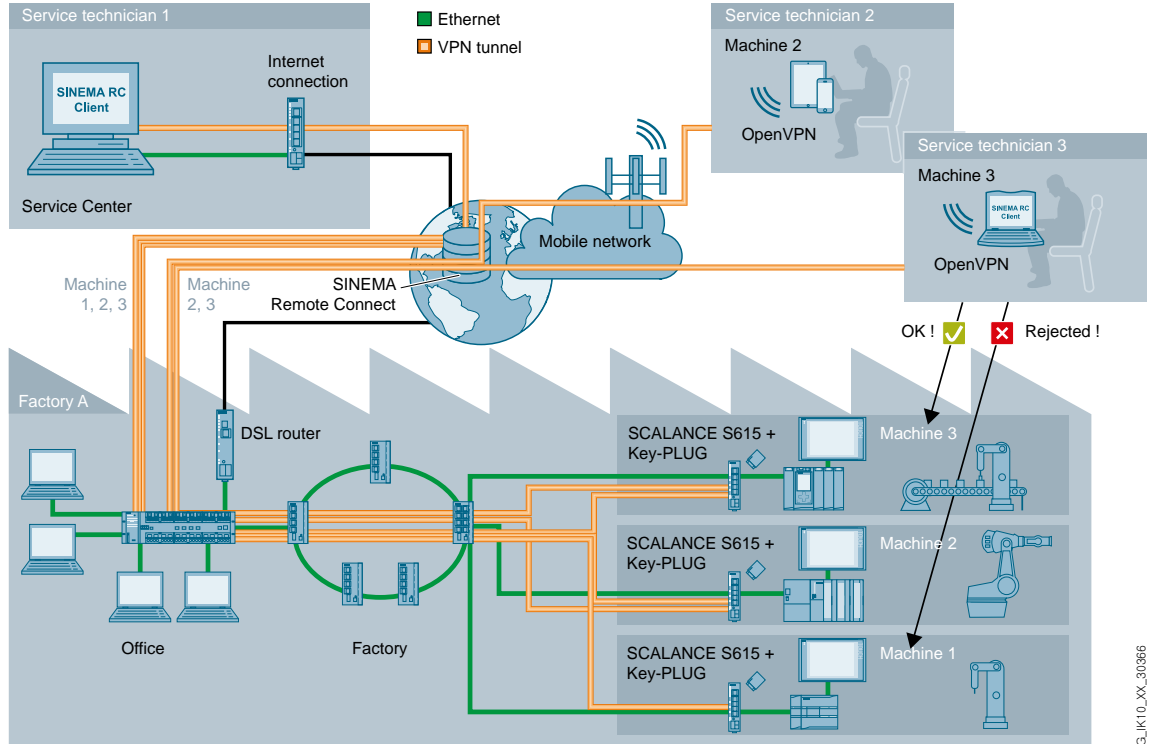 Service technician 1
Ethernet
VPN tunnel
Service technician 2
Machine 2
OpenVPN
Service technician 3
Machine 3
SINEMA RC
Client
OpenVPN
SINEMA RC
Client
Internet
connection
Service Center
Mobile network
SINEMA
Remote Connect
Machine
1, 2, 3
Machine
2, 3
OK !
Rejected !
Factory A
DSL router
Office
Factory
SCALANCE S615 +
Key-PLUG
Machine 3
SCALANCE S615 +
Key-PLUG
Machine 2
SCALANCE S615 +
Key-PLUG
Machine 1
G_IK10_XX_30366